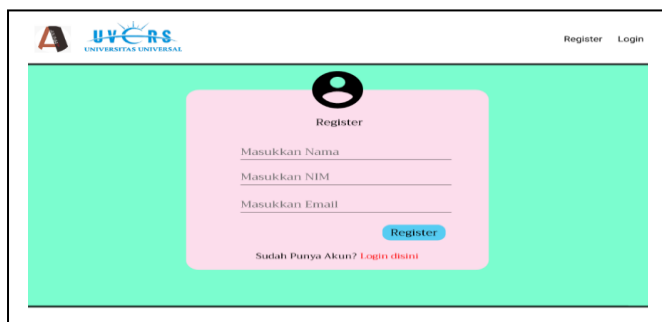 UVERS
UNIVERSITAS UNIVERSAL
Register Login
Register
Masukkan Nama
Masukkan NIM
Masukkan Email
Register
Sudah Punya Akun? Login disini